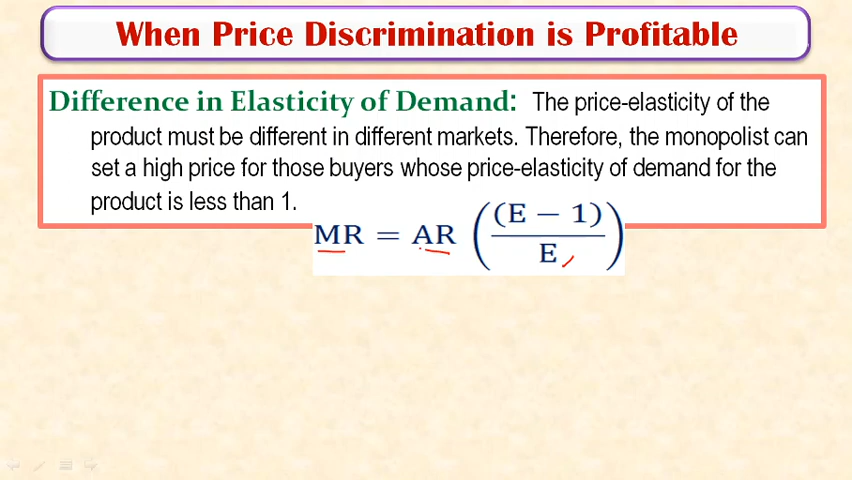 When Price Discrimination is Profitable
Difference in Elasticity of Demand: The price-elasticity of the
product must be different in different markets. Therefore, the monopolist can
set a high price for those buyers whose price-elasticity of demand for the
product is less than 1.
MR = AR ((E − 1) / E)